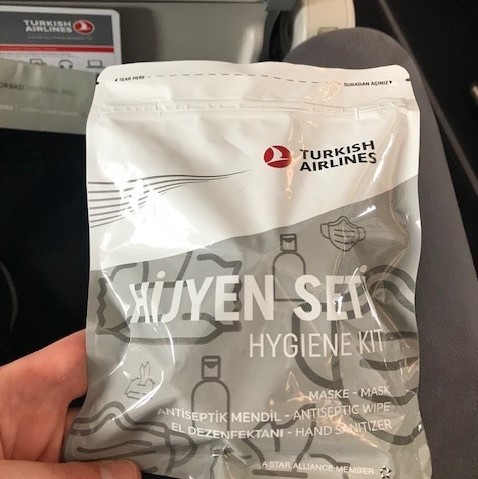 TURKISH
AIRLINES
TEAR HERE
BURADAN AÇINIZ
TURKISH
AIRLINES
HİJYEN SETİ
HYGIENE KIT
MASKE - MASK
ANTİSEPTİK MENDİL - ANTISEPTIC WIPE
EL DEZENFEKTANI - HAND SANITIZER
A STAR ALLIANCE MEMBER